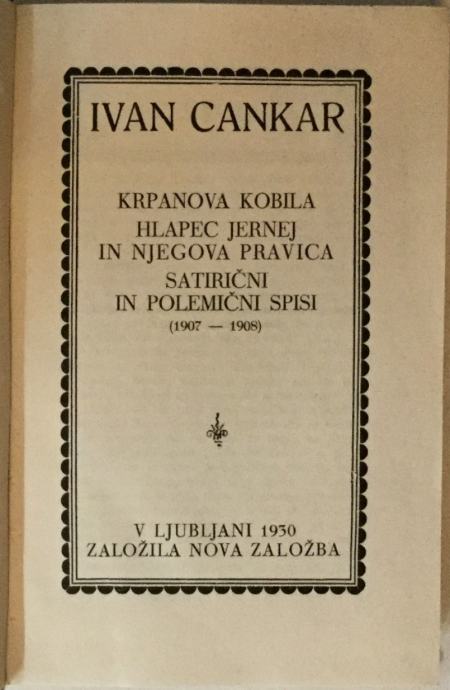 IVAN CANKAR
KRPANOVA KOBILA
HLAPEC JERNEJ
IN NJEGOVA PRAVICA
SATIRIČNI
IN POLEMIČNI SPISI
(1907 — 1908)
V LJUBLJANI 1930
ZALOŽILA NOVA ZALOŽBA